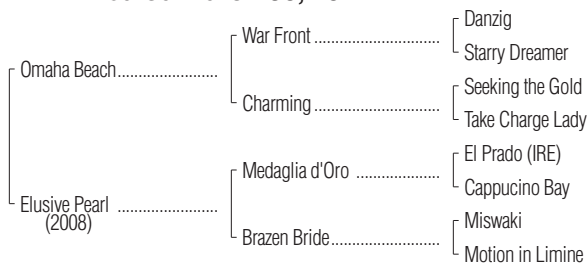 Danzig
War Front
Starry Dreamer
Omaha Beach
Seeking the Gold
Charming
Take Charge Lady
El Prado (IRE)
Medaglia d'Oro
Cappucino Bay
Elusive Pearl
(2008)
Miswaki
Brazen Bride
Motion in Limine